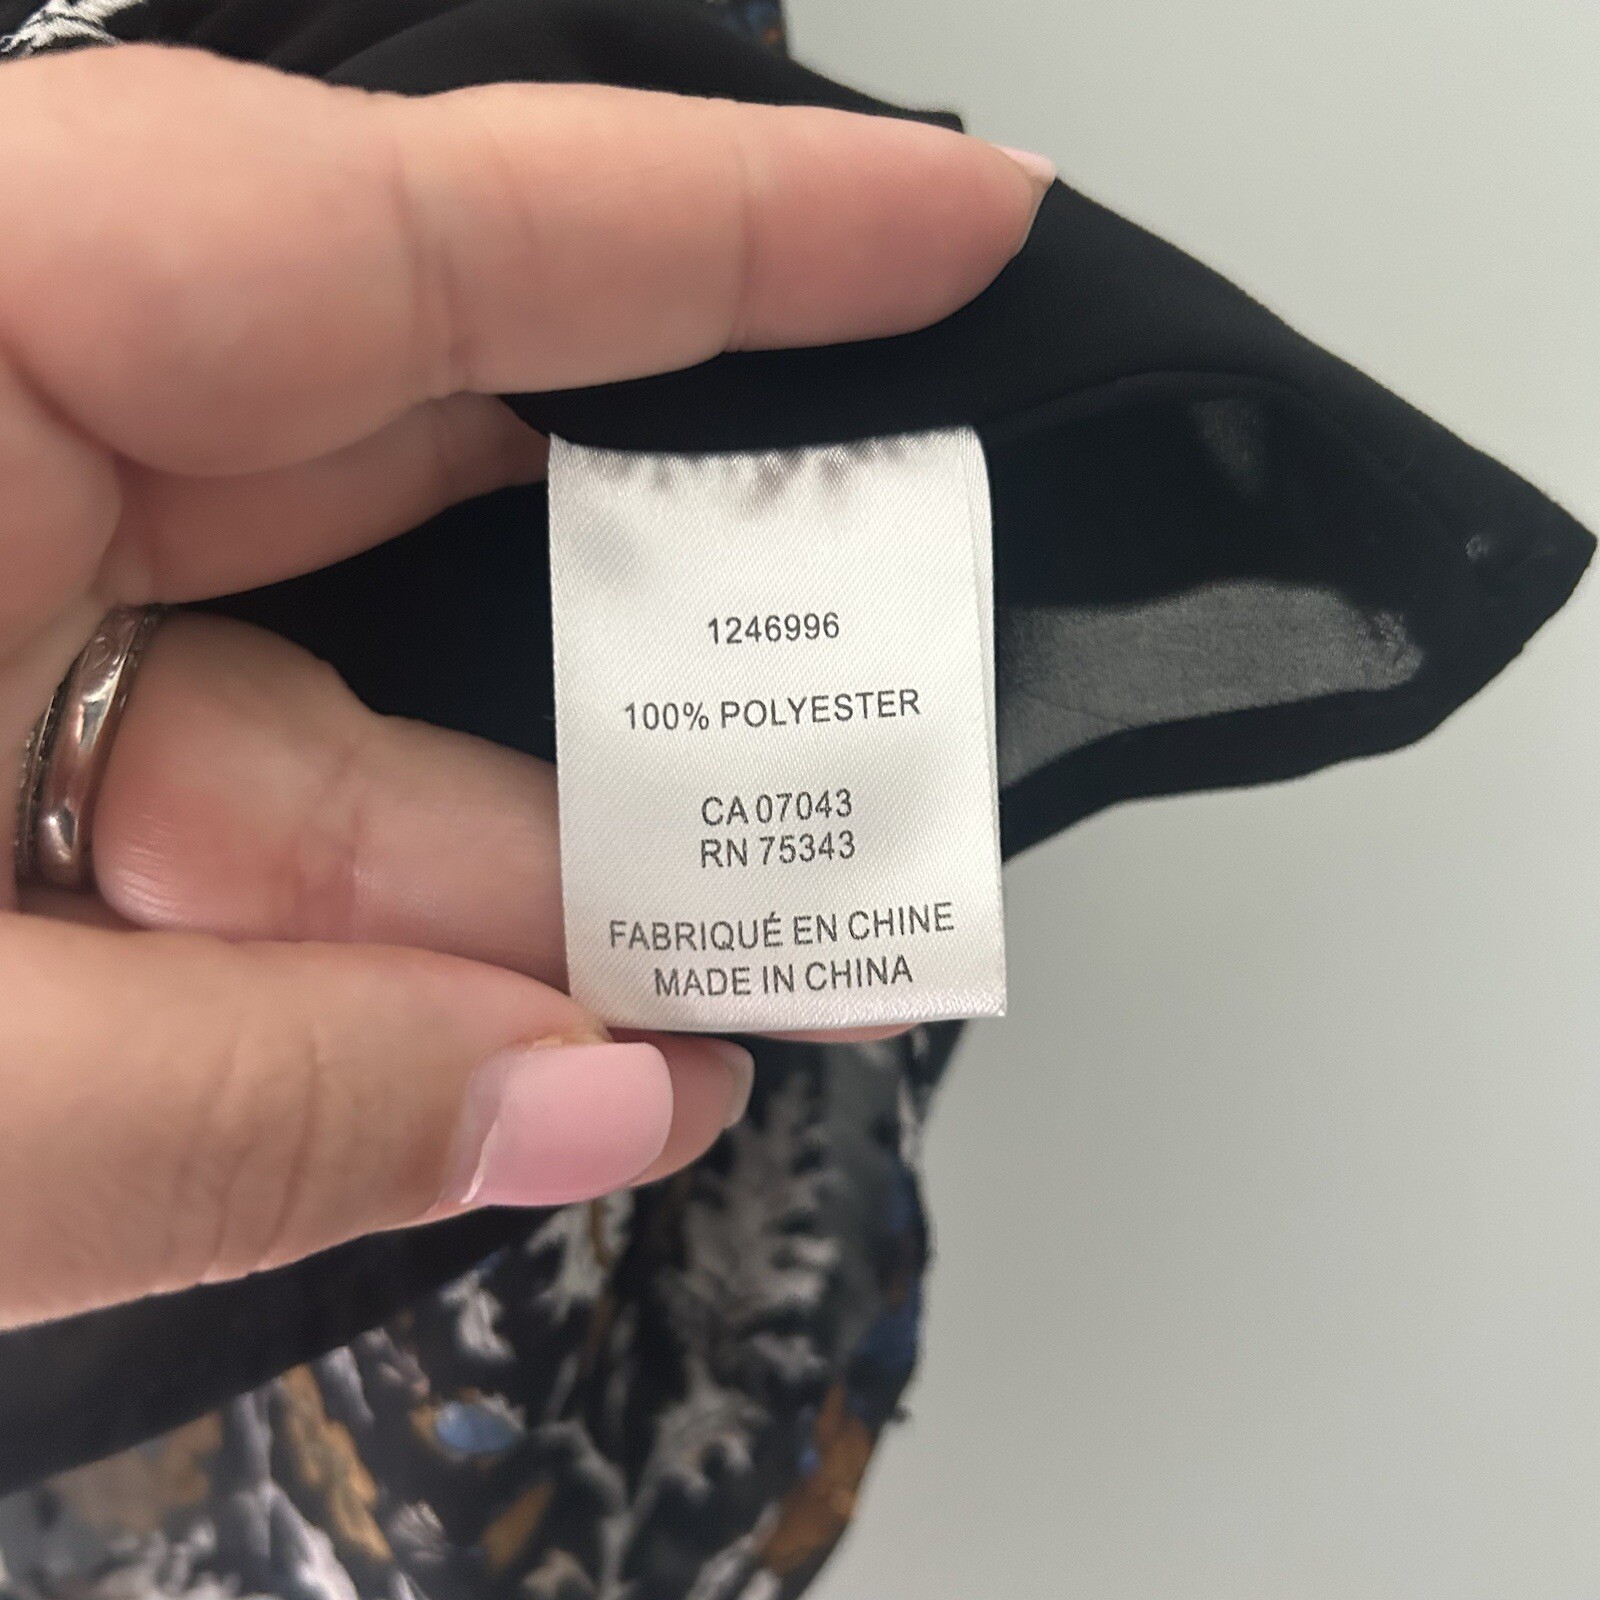 1246996
100% POLYESTER
CA 07043
RN 75343
FABRIQUÉ EN CHINE
MADE IN CHINA